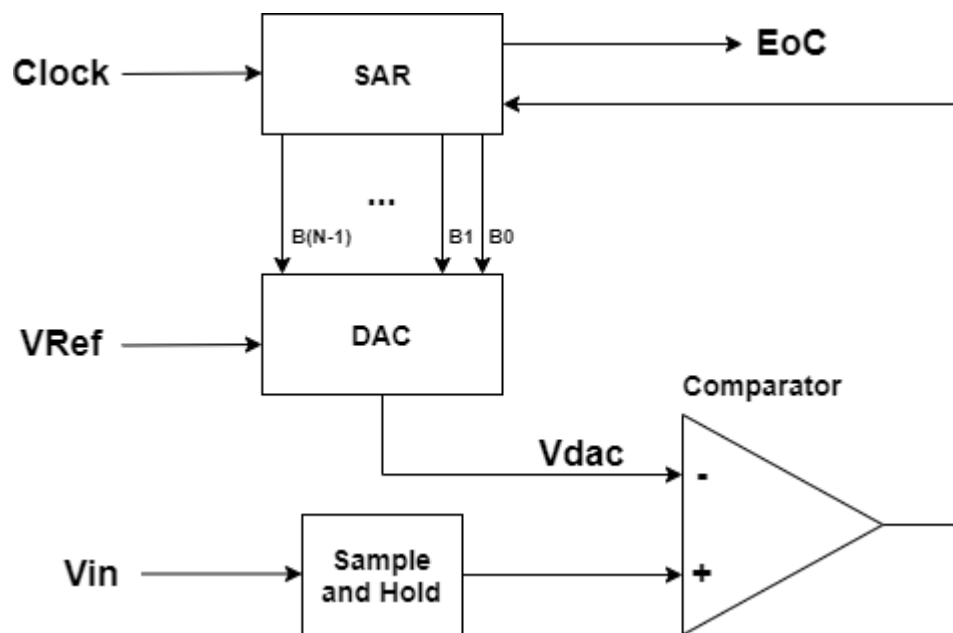 EoC
Clock
SAR
...
B(N-1)
B1
B0
VRef
DAC
Comparator
Vdac
-
Vin
Sample
and Hold
+